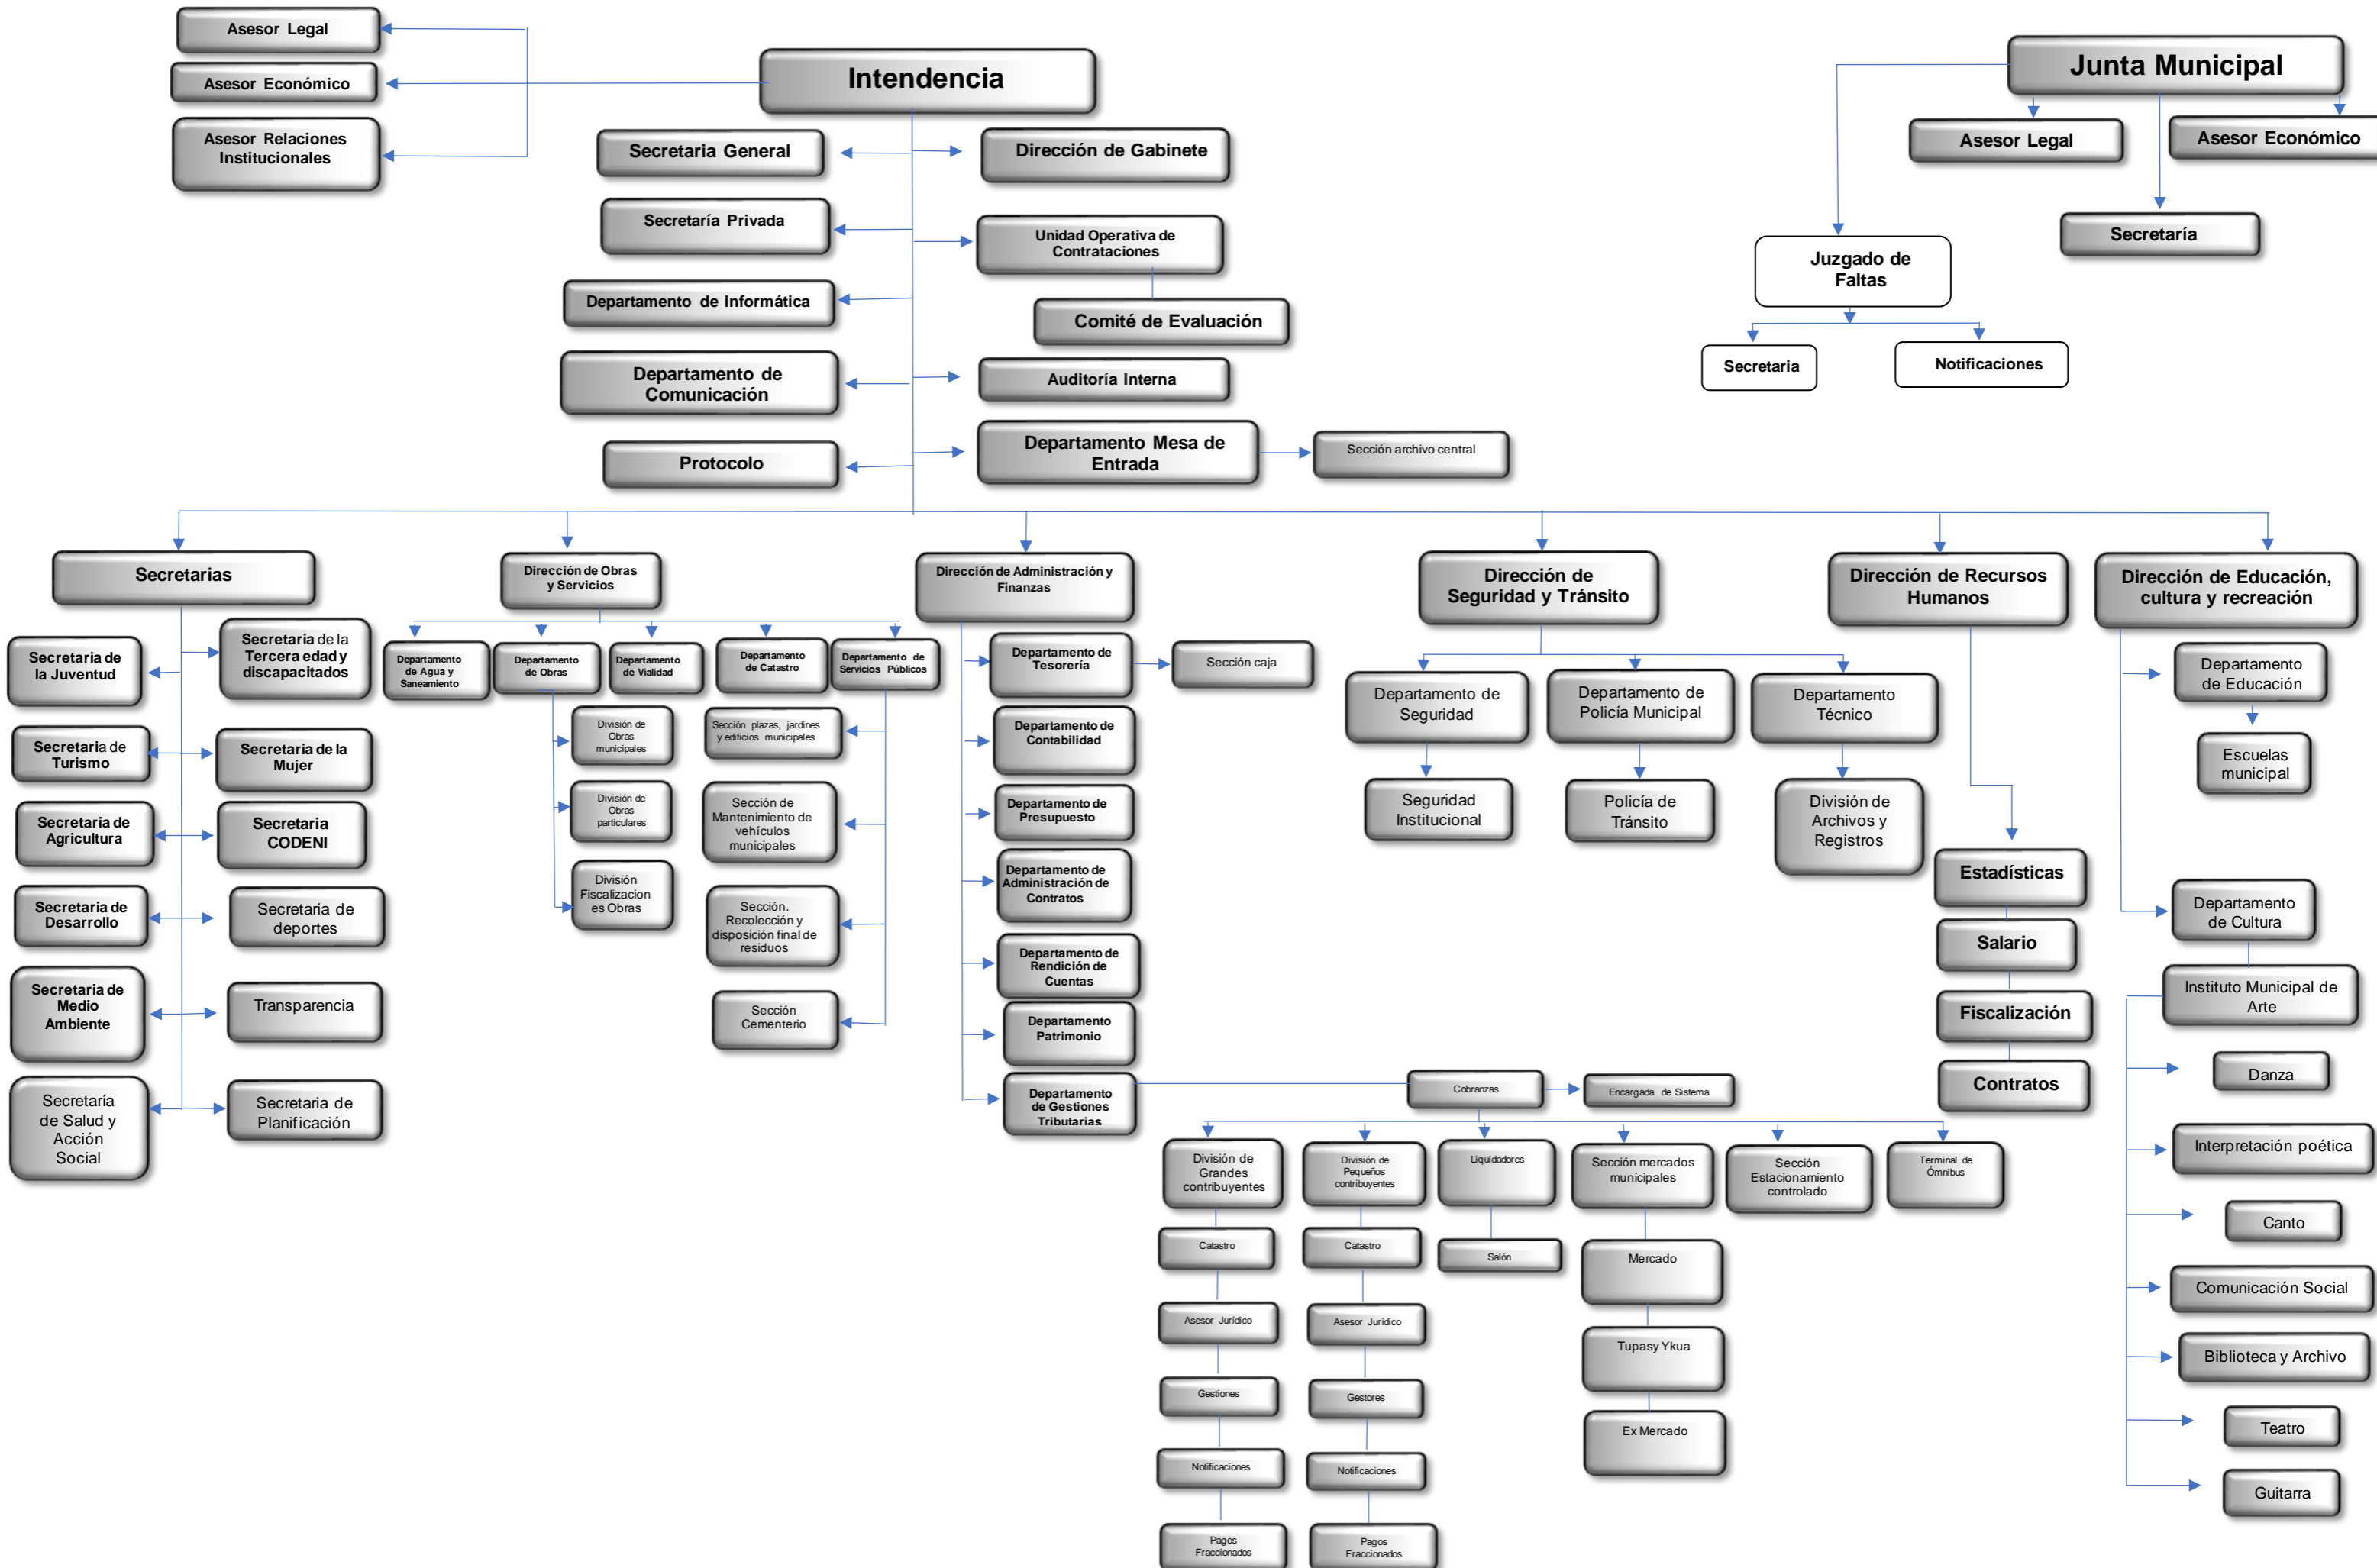 Asesor Legal
Asesor Económico
Asesor Relaciones
Institucionales
Intendencia
Junta Municipal
Asesor Legal
Asesor Económico
Secretaría
Juzgado de
Faltas
Secretaria
Notificaciones
Secretaria General
Dirección de Gabinete
Secretaría Privada
Unidad Operativa de
Contrataciones
Departamento de Informática
Comité de Evaluación
Departamento de
Comunicación
Auditoría Interna
Protocolo
Departamento Mesa de
Entrada
Sección archivo central
Secretarias
Secretaria de
la Juventud
Secretaria de la
Tercera edad y
discapacitados
Secretaria de
Turismo
Secretaria de la
Mujer
Secretaria de
Agricultura
Secretaria
CODENI
Secretaria de
Desarrollo
Secretaria de
deportes
Secretaria de
Medio
Ambiente
Transparencia
Secretaría
de Salud y
Acción
Social
Secretaria de
Planificación
Dirección de Obras
y Servicios
Departamento
de Agua y
Saneamiento
Departamento
de Obras
Departamento
de Vialidad
Departamento
de Catastro
Departamento de
Servicios Públicos
División de
Obras
municipales
División de
Obras
particulares
División
Fiscalizacion
es Obras
Sección plazas, jardines
y edificios municipales
Sección de
Mantenimiento de
vehículos
municipales
Sección.
Recolección y
disposición final de
residuos
Sección
Cementerio
Dirección de Administración y
Finanzas
Departamento de
Tesorería
Sección caja
Departamento de
Contabilidad
Departamento de
Presupuesto
Departamento de
Administración de
Contratos
Departamento de
Rendición de
Cuentas
Departamento
Patrimonio
Departamento
de Gestiones
Tributarias
Cobranzas
Encargada de Sistema
División de
Grandes
contribuyentes
Catastro
Asesor Jurídico
Gestiones
Notificaciones
Pagos
Fraccionados
División de
Pequeños
contribuyentes
Catastro
Asesor Jurídico
Gestores
Notificaciones
Pagos
Fraccionados
Liquidadores
Salón
Sección mercados
municipales
Mercado
Tupasy Ykua
Ex Mercado
Sección
Estacionamiento
controlado
Terminal de
Ómnibus
Dirección de
Seguridad y Tránsito
Departamento de
Seguridad
Seguridad
Institucional
Departamento de
Policía Municipal
Policía de
Tránsito
Departamento
Técnico
División de
Archivos y
Registros
Dirección de Recursos
Humanos
Estadísticas
Salario
Fiscalización
Contratos
Dirección de Educación,
cultura y recreación
Departamento
de Educación
Escuelas
municipal
Departamento
de Cultura
Instituto Municipal de
Arte
Danza
Interpretación poética
Canto
Comunicación Social
Biblioteca y Archivo
Teatro
Guitarra